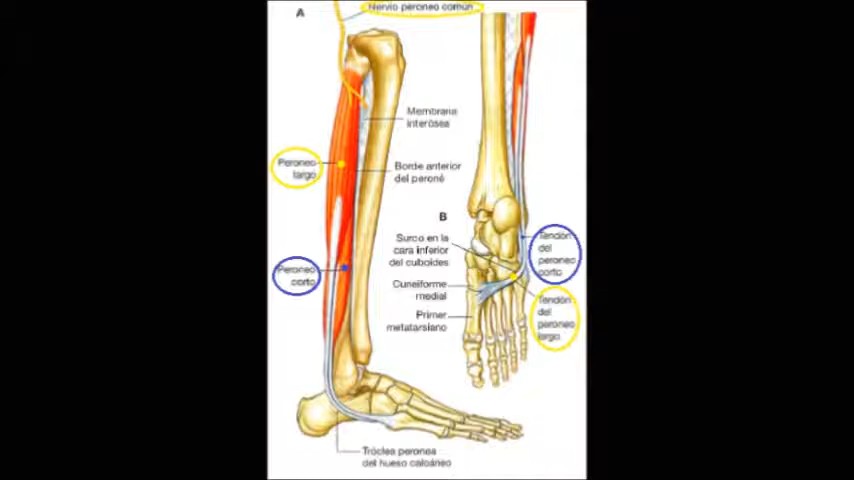 A
Nervio peroneo común
Membrana
interósea
Peroneo
largo
Borde anterior
del peroné
B
Surco en la
cara inferior
del cuboides
Tendón
del
peroneo
corto
Peroneo
corto
Cuneiforme
medial
Tendón
del
peroneo
largo
Primer
metatarsiano
Tróclea peronea
del hueso calcáneo